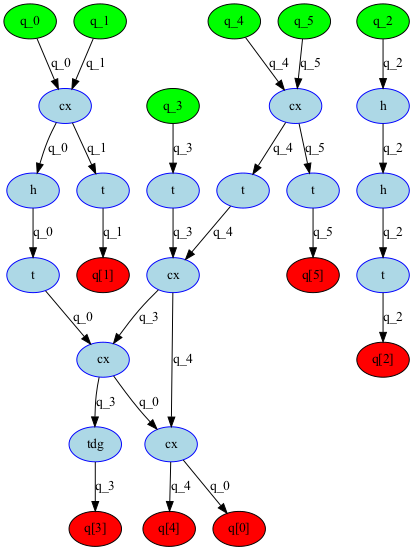 q_0 q_1 q_4 q_5 q_2
q_0 q_1 q_4 q_5 q_2
cx q_3 cx h
q_0 q_1 q_3 q_4 q_5 q_2
h t t t t h
q_0 q_1 q_3 q_4 q_5 q_2
t q[1] cx q[5] t
q_0 q_3 q_4 q_2
cx q[2]
q_3 q_0
tdg cx
q_3 q_4 q_0
q[3] q[4] q[0]